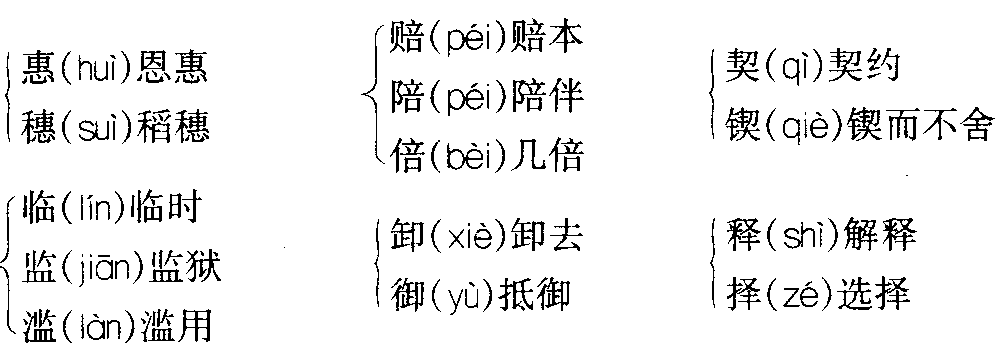 惠(huì)恩惠
穗(suì)稻穗
赔(péi)赔本
陪(péi)陪伴
倍(bèi)几倍
契(qì)契约
锲(qiè)锲而不舍
临(lín)临时
监(jiān)监狱
滥(làn)滥用
卸(xiè)卸去
御(yù)抵御
释(shì)解释
择(zé)选择